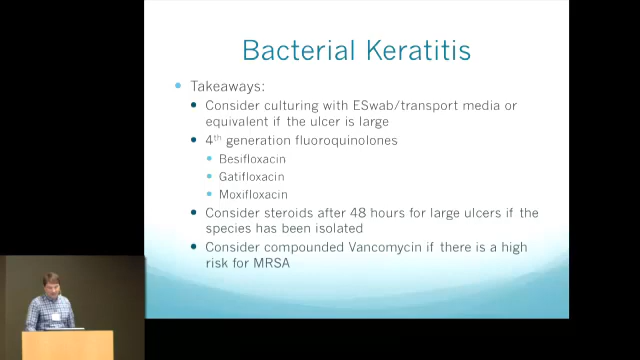 Bacterial Keratitis
Takeaways:
Consider culturing with ESwab/transport media or
equivalent if the ulcer is large
4th generation fluoroquinolones
Besifloxacin
Gatifloxacin
Moxifloxacin
Consider steroids after 48 hours for large ulcers if the
species has been isolated
Consider compounded Vancomycin if there is a high
risk for MRSA